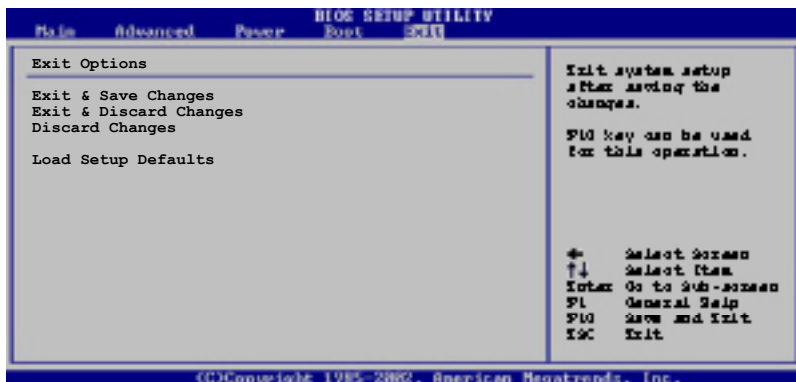 BIOS SETUP UTILITY
Main Advanced Power Boot Exit
Exit Options
Exit & Save Changes
Exit & Discard Changes
Discard Changes
Load Setup Defaults
Exit system setup
after saving the
changes.
F10 key can be used
for this operation.
← Select Screen
↑↓ Select Item
Enter Go to Sub-screen
F1 General Help
F10 Save and Exit
ESC Exit
(C)Copyright 1985-2002, American Megatrends, Inc.